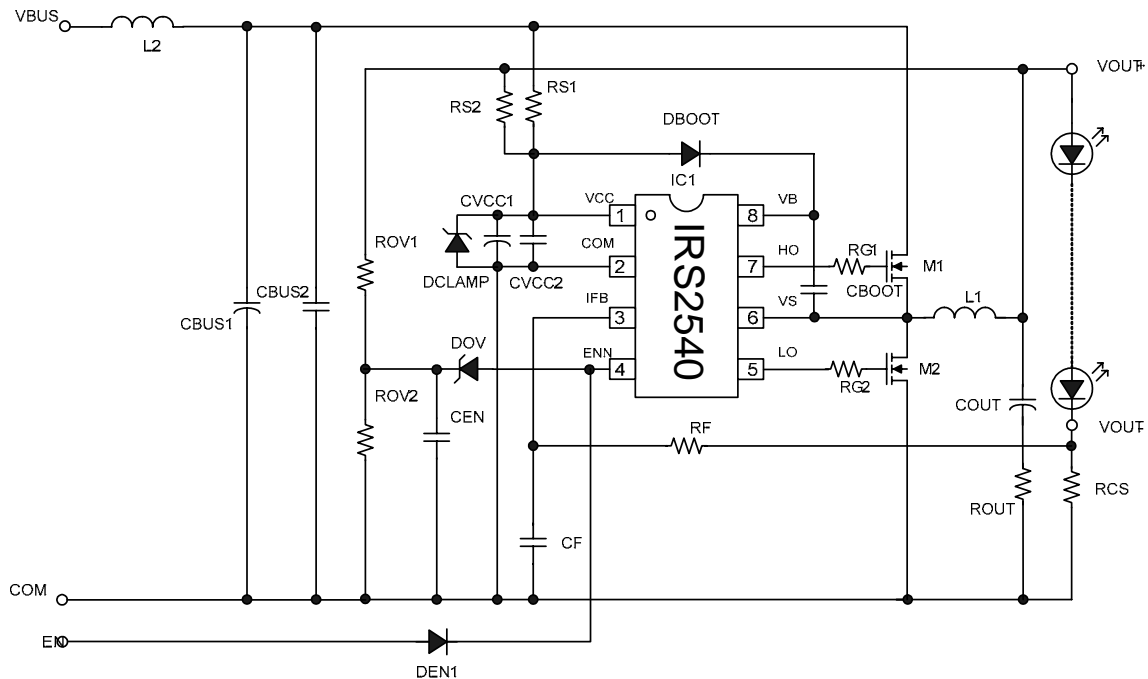 VBUS
L2
VOUT+
RS1
RS2
DBOOT
IC1
CVCC1
VCC
1
8
VB
COM
2
7
HO
RG1
M1
ROV1
DCLAMP
CVCC2
CBOOT
IRS2540
CBUS2
CBUS1
IFB
3
6
VS
L1
DOV
ENN
4
5
LO
RG2
M2
ROV2
CEN
COUT
VOUT-
RF
ROUT
RCS
CF
COM
EN
DEN1